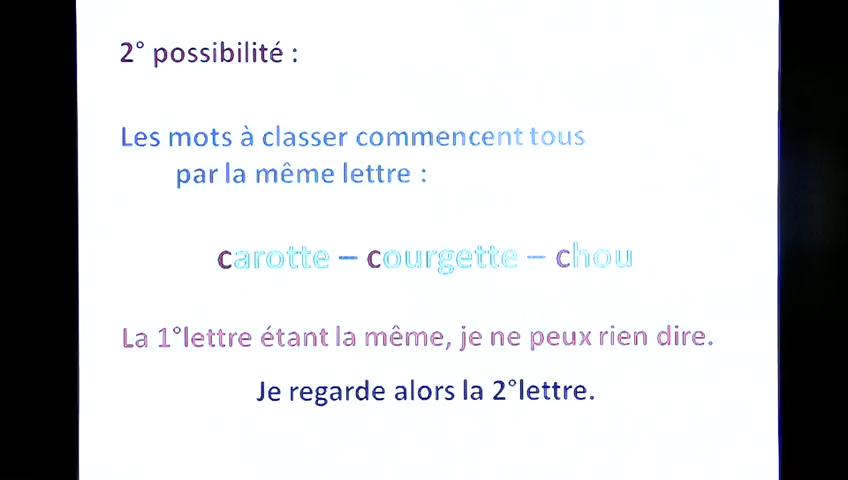 2° possibilité :
Les mots à classer commencent tous
par la même lettre :
carotte – courgette – chou
La 1°lettre étant la même, je ne peux rien dire.
Je regarde alors la 2°lettre.